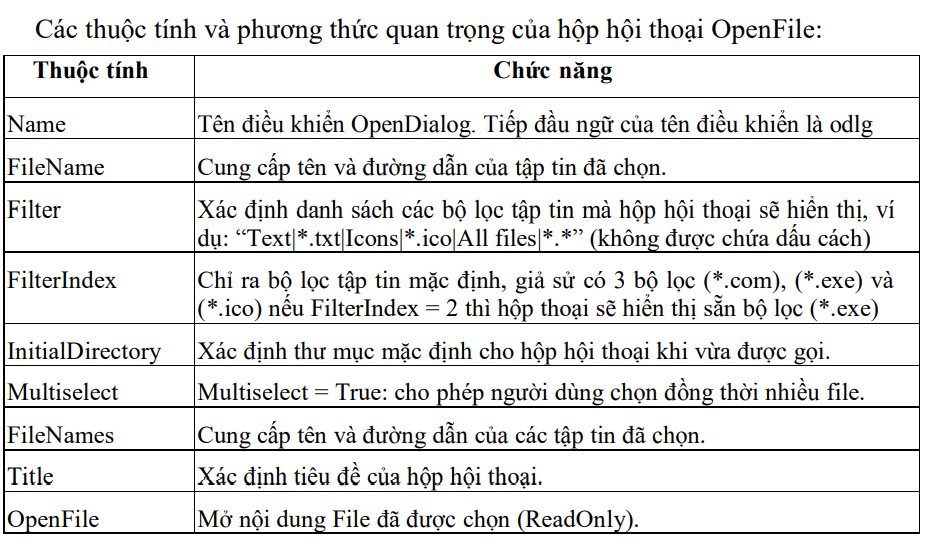 Các thuộc tính và phương thức quan trọng của hộp hội thoại OpenFile:
Thuộc tính Chức năng
Name Tên điều khiển OpenDialog. Tiếp đầu ngữ của tên điều khiển là odlg
FileName Cung cấp tên và đường dẫn của tập tin đã chọn.
Filter Xác định danh sách các bộ lọc tập tin mà hộp hội thoại sẽ hiển thị, ví
dụ: “Text|*.txt|Icons|*.ico|All files|*.*” (không được chứa dấu cách)
FilterIndex Chỉ ra bộ lọc tập tin mặc định, giả sử có 3 bộ lọc (*.com), (*.exe) và
(*.ico) nếu FilterIndex = 2 thì hộp thoại sẽ hiển thị sẵn bộ lọc (*.exe)
InitialDirectory Xác định thư mục mặc định cho hộp hội thoại khi vừa được gọi.
Multiselect Multiselect = True: cho phép người dùng chọn đồng thời nhiều file.
FileNames Cung cấp tên và đường dẫn của các tập tin đã chọn.
Title Xác định tiêu đề của hộp hội thoại.
OpenFile Mở nội dung File đã được chọn (ReadOnly).